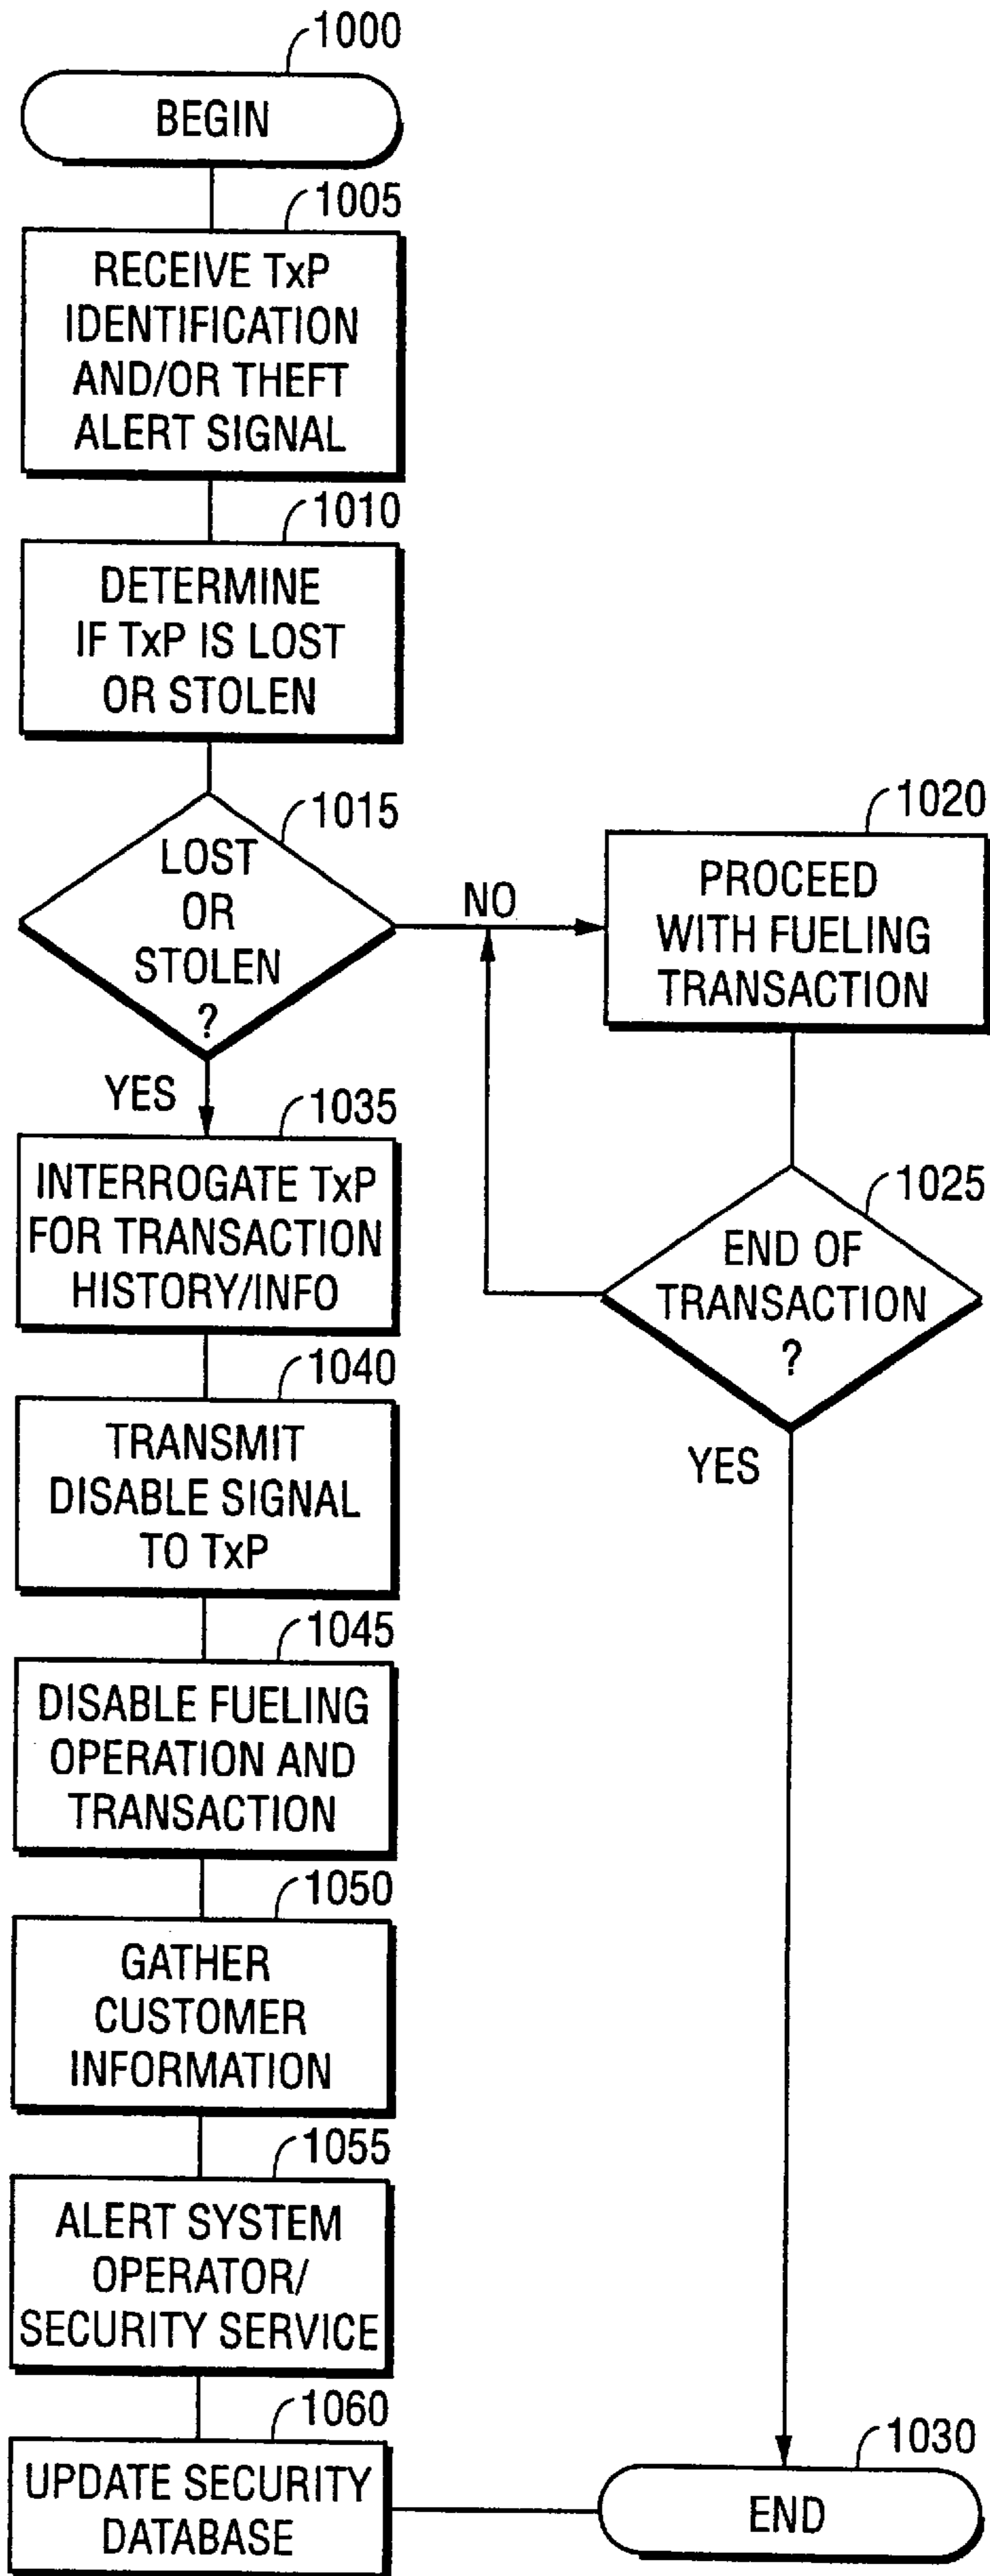 1000
BEGIN
1005
RECEIVE TxP
IDENTIFICATION
AND/OR THEFT
ALERT SIGNAL
1010
DETERMINE
IF TxP IS LOST
OR STOLEN
1015
LOST
OR
STOLEN
?
NO
1020
PROCEED
WITH FUELING
TRANSACTION
YES
1025
END OF
TRANSACTION
?
YES
1035
INTERROGATE TxP
FOR TRANSACTION
HISTORY/INFO
1040
TRANSMIT
DISABLE SIGNAL
TO TxP
1045
DISABLE FUELING
OPERATION AND
TRANSACTION
1050
GATHER
CUSTOMER
INFORMATION
1055
ALERT SYSTEM
OPERATOR/
SECURITY SERVICE
1060
UPDATE SECURITY
DATABASE
1030
END